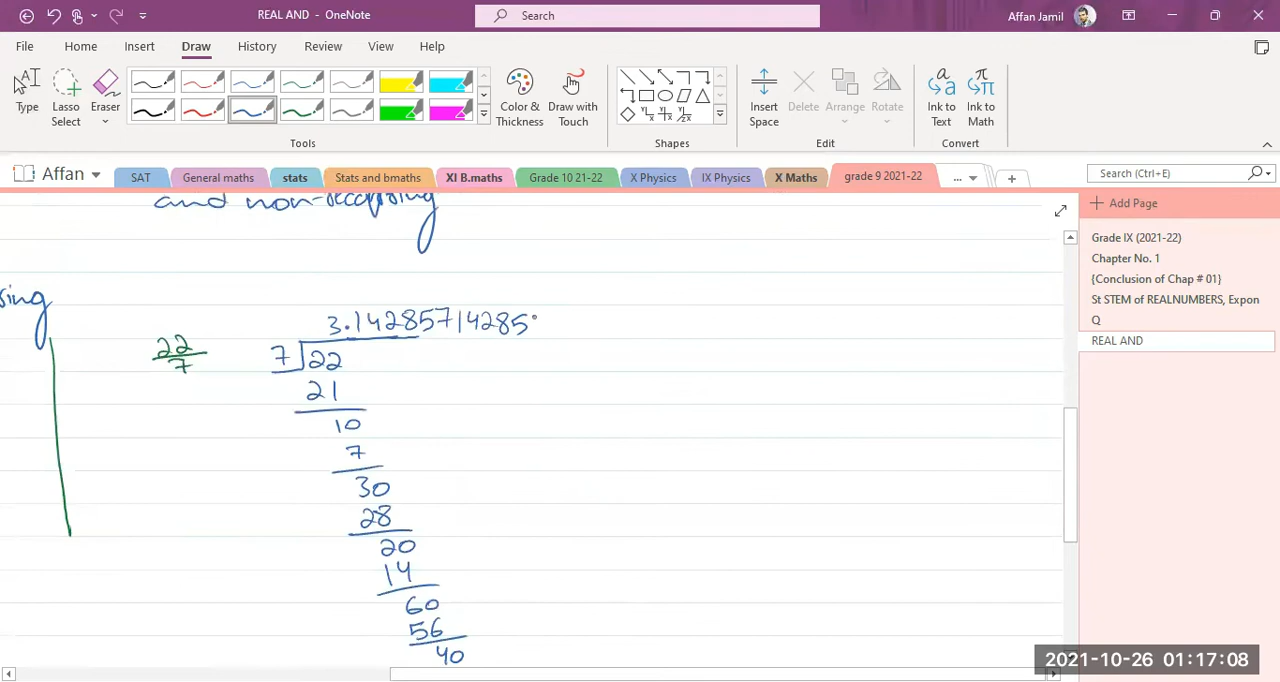 REAL AND - OneNote
Search
Affan Jamil
File Home Insert Draw History Review View Help
Type
Lasso Select
Eraser
Color & Thickness
Draw with Touch
Insert Space
Delete
Arrange
Rotate
Ink to Text
Ink to Math
Tools
Shapes
Edit
Convert
Affan
SAT
General maths
stats
Stats and bmaths
XI B.maths
Grade 10 21-22
X Physics
IX Physics
X Maths
grade 9 2021-22
...
Search (Ctrl+E)
Add Page
Grade IX (2021-22)
Chapter No. 1
{Conclusion of Chap # 01}
St STEM of REALNUMBERS, Expon
Q
REAL AND
and non-
22
7
3.14285714285
7 22
21
10
7
30
28
20
14
60
56
40
2021-10-26 01:17:08